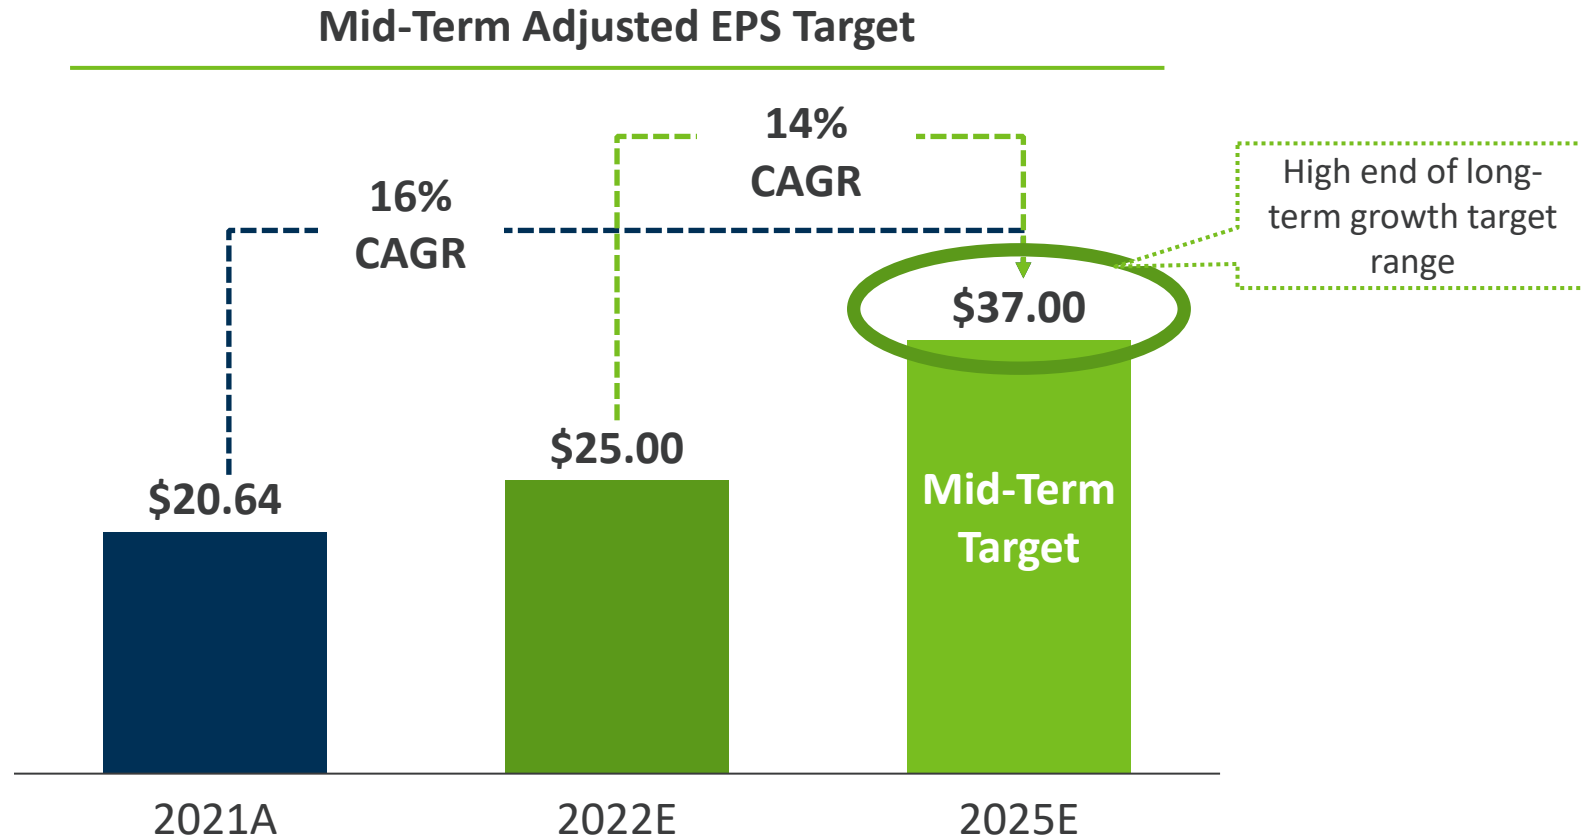 Mid-Term Adjusted EPS Target
14%
CAGR
16%
CAGR
High end of long-
term growth target
range
$37.00
$25.00
$20.64
Mid-Term
Target
2021A
2022E
2025E